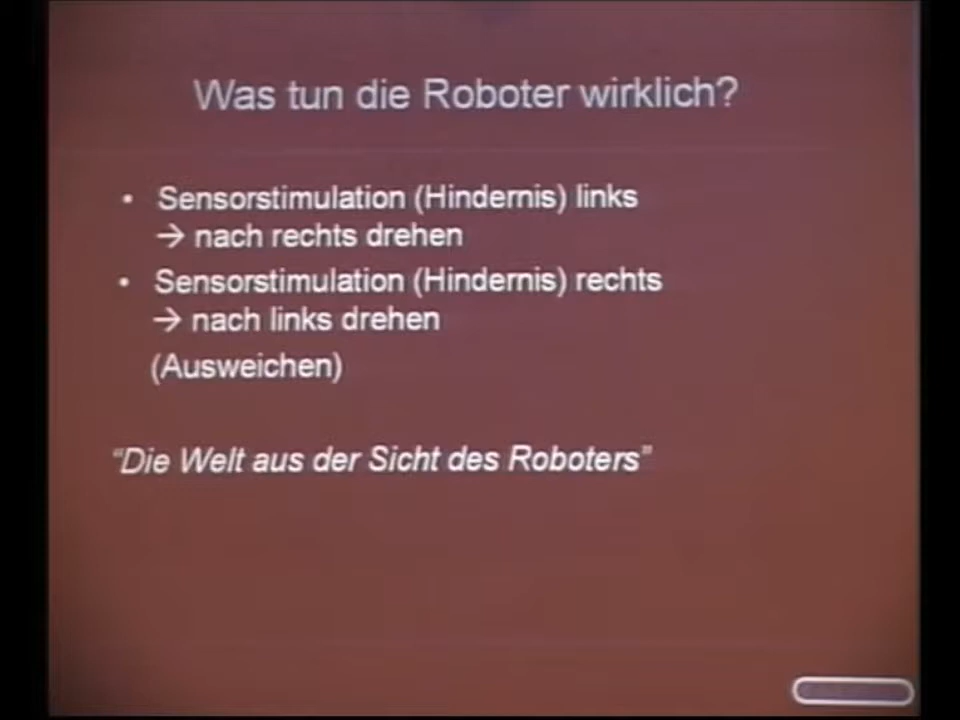 Was tun die Roboter wirklich?
• Sensorstimulation (Hindernis) links
→ nach rechts drehen
• Sensorstimulation (Hindernis) rechts
→ nach links drehen
(Ausweichen)
"Die Welt aus der Sicht des Roboters"